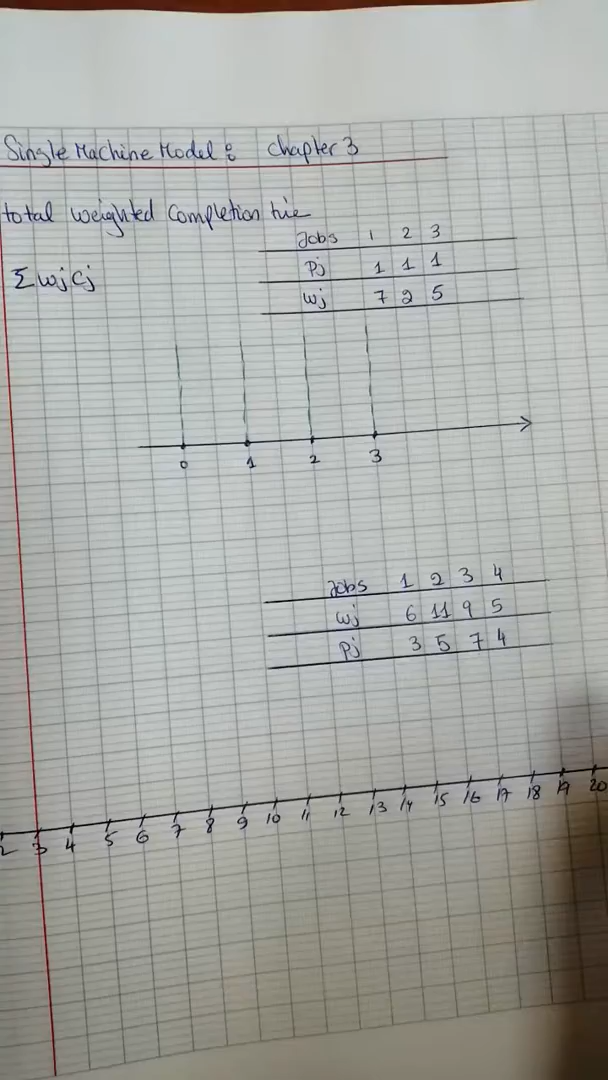 Single Machine Model : chapter 3
total weighted completion tie
Σ wjcj
Jobs 1 2 3
Pj 1 1 1
wj 7 2 5
0 1 2 3
Jobs 1 2 3 4
wj 6 11 9 5
Pj 3 5 7 4
2 3 4 5 6 7 8 9 10 11 12 13 14 15 16 17 18 19 20